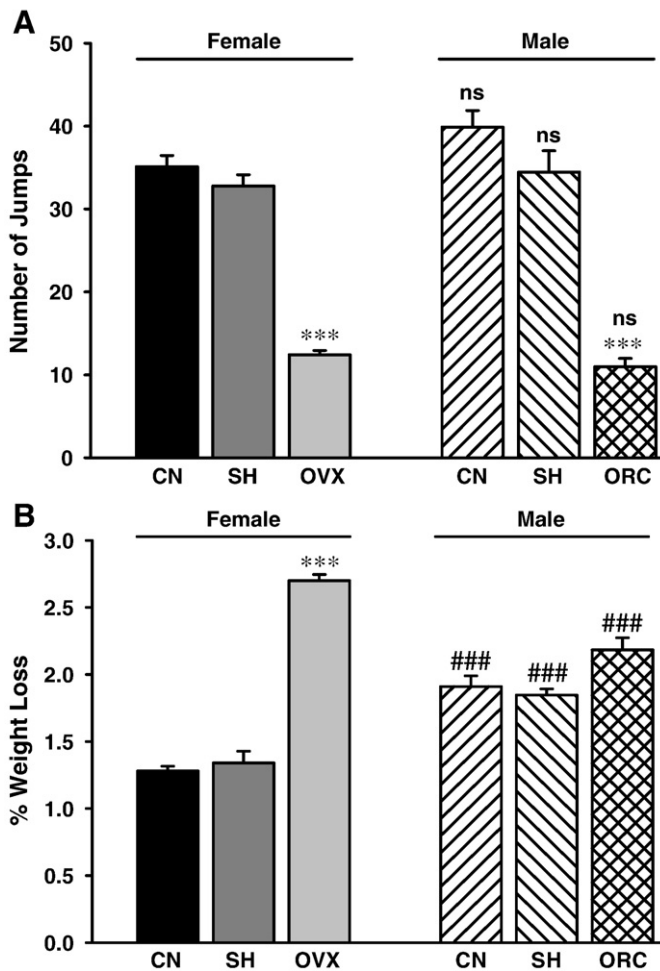 A
Female
Male
50
40
30
20
10
0
Number of Jumps
***
ns
ns
ns
***
CN
SH
OVX
CN
SH
ORC
B
Female
Male
3.0
2.5
2.0
1.5
1.0
0.5
0.0
% Weight Loss
***
###
###
###
CN
SH
OVX
CN
SH
ORC